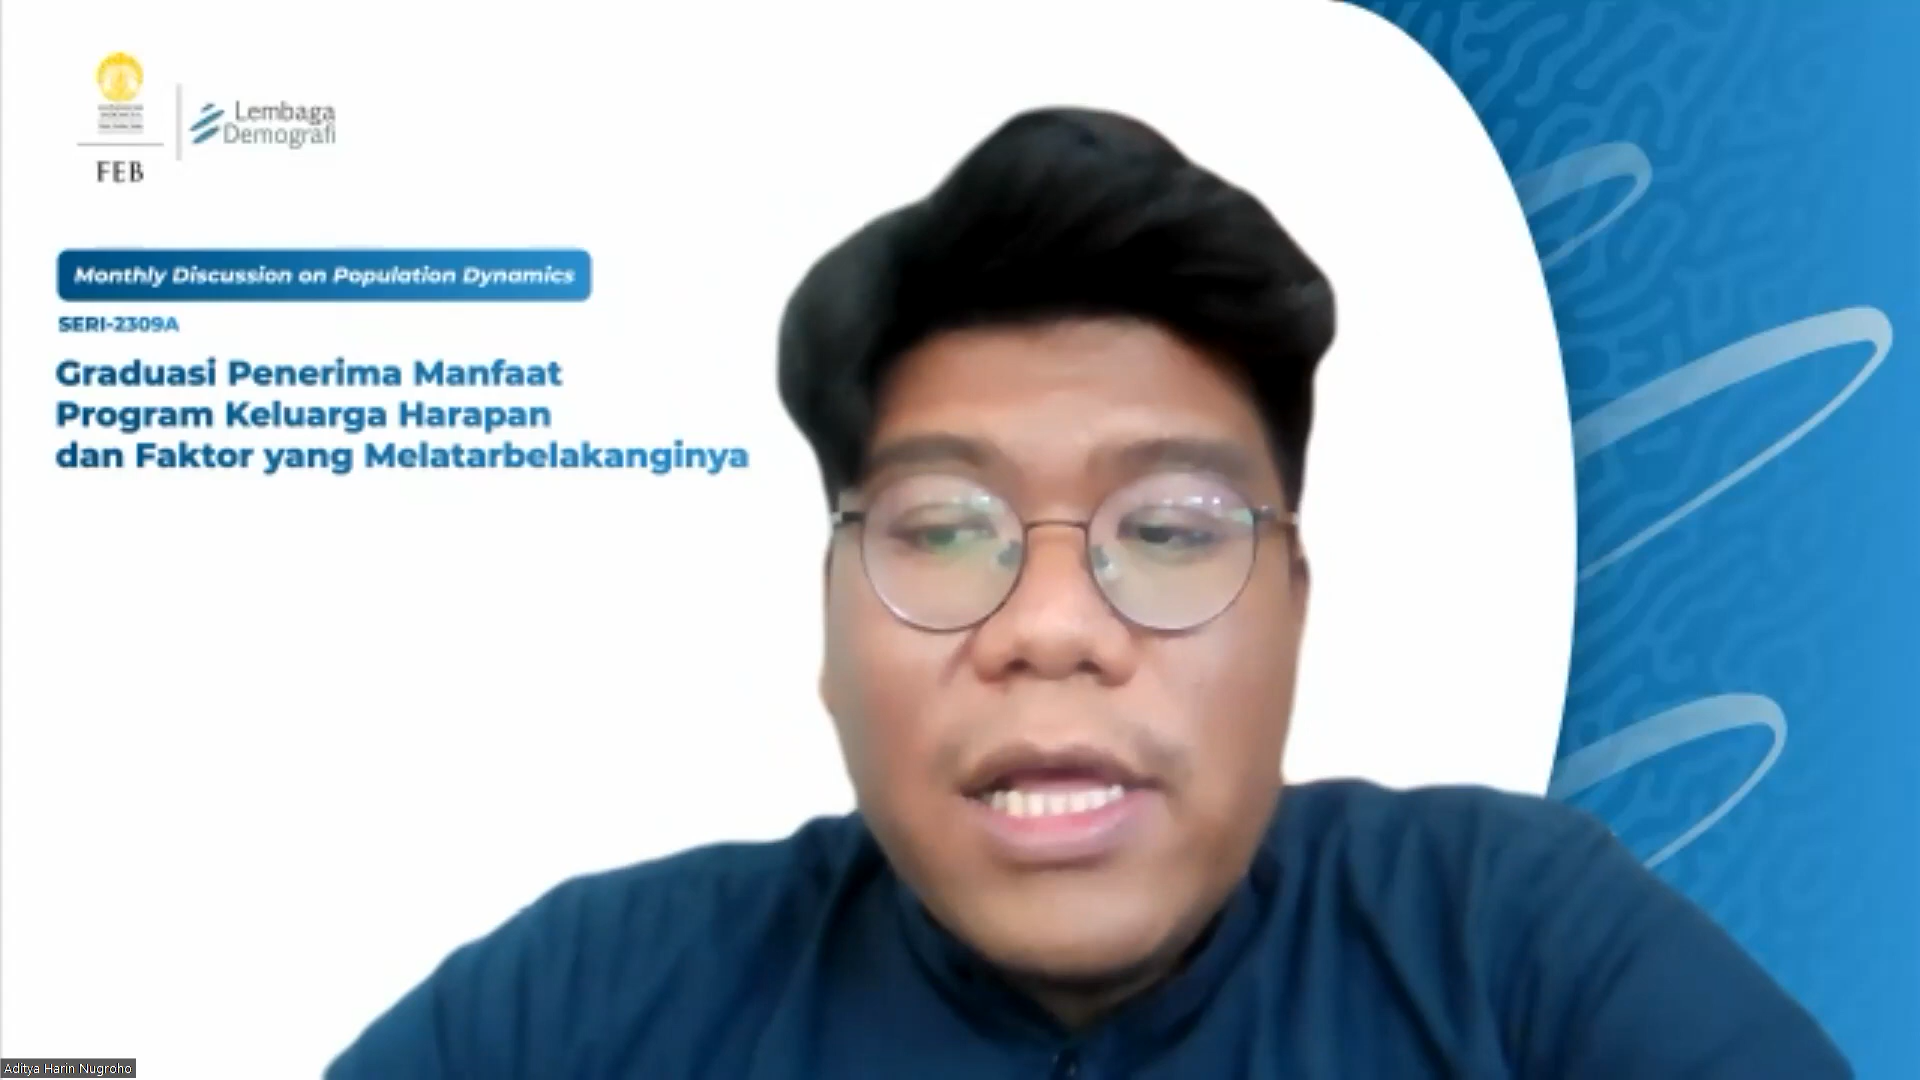 Lembaga
Demografi
FEB
Monthly Discussion on Population Dynamics
SERI-2309A
Graduasi Penerima Manfaat
Program Keluarga Harapan
dan Faktor yang Melatarbelakanginya
Aditya Harin Nugroho